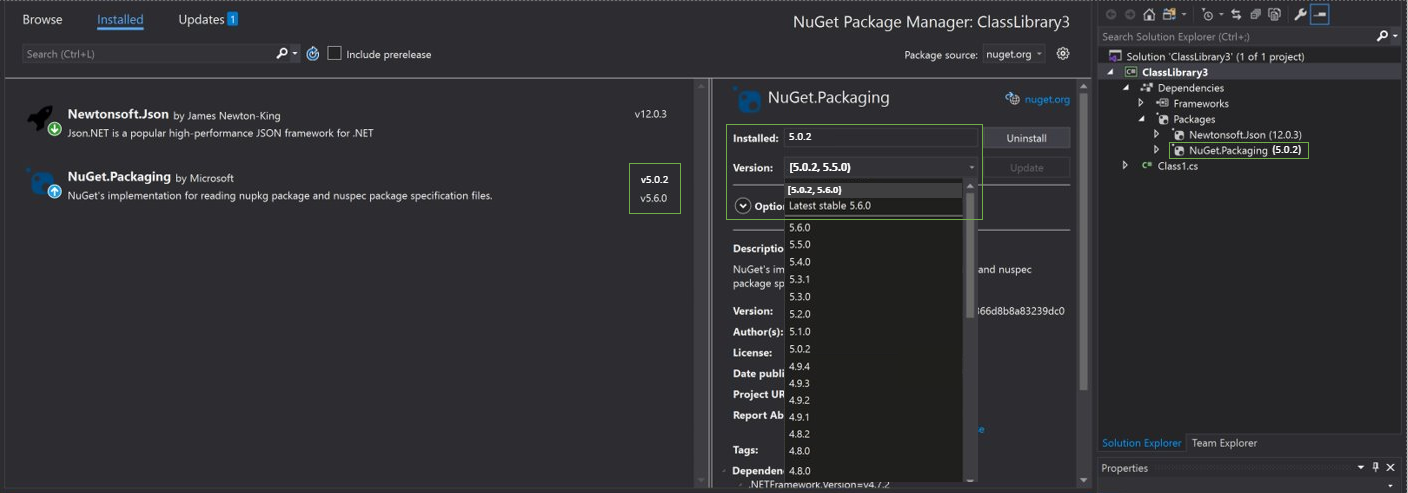 Browse Installed Updates 1
NuGet Package Manager: ClassLibrary3
Search (Ctrl+L)
Include prerelease
Package source: nuget.org
Newtonsoft.Json by James Newton-King
v12.0.3
Json.NET is a popular high-performance JSON framework for .NET
NuGet.Packaging by Microsoft
v5.0.2
NuGet's implementation for reading nupkg package and nuspec package specification files.
v5.6.0
NuGet.Packaging
nuget.org
Installed: 5.0.2
Uninstall
Version: [5.0.2, 5.5.0)
Update
[5.0.2, 5.6.0)
Latest stable 5.6.0
Optio
5.6.0
5.5.0
5.4.0
5.3.1
5.3.0
5.2.0
5.1.0
5.0.2
4.9.4
4.9.3
4.9.2
4.9.1
4.8.2
4.8.0
4.8.0
Descriptio
NuGet's im and nuspec
package sp
Version: 366d8b8a83239dc0
Author(s):
License:
Date publi
Project UR
Report Ab
e
Tags:
Dependenc
.NETFramework,Version=v4.7.2
Search Solution Explorer (Ctrl+;)
Solution 'ClassLibrary3' (1 of 1 project)
C# ClassLibrary3
Dependencies
Frameworks
Packages
Newtonsoft.Json (12.0.3)
NuGet.Packaging (5.0.2)
C# Class1.cs
Solution Explorer Team Explorer
Properties